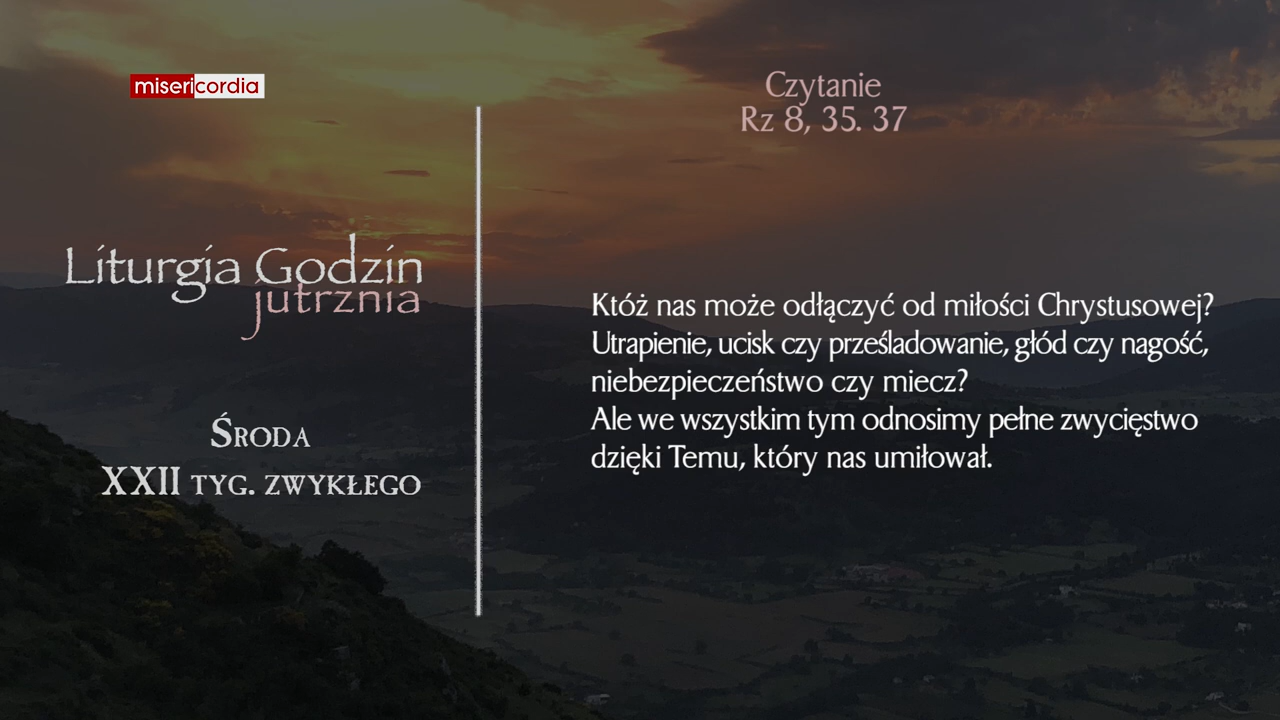 misericordia
Liturgia Godzin
jutrznia
Środa
XXII tyg. zwykłego
Czytanie
Rz 8, 35. 37
Któż nas może odłączyć od miłości Chrystusowej?
Utrapienie, ucisk czy prześladowanie, głód czy nagość,
niebezpieczeństwo czy miecz?
Ale we wszystkim tym odnosimy pełne zwycięstwo
dzięki Temu, który nas umiłował.